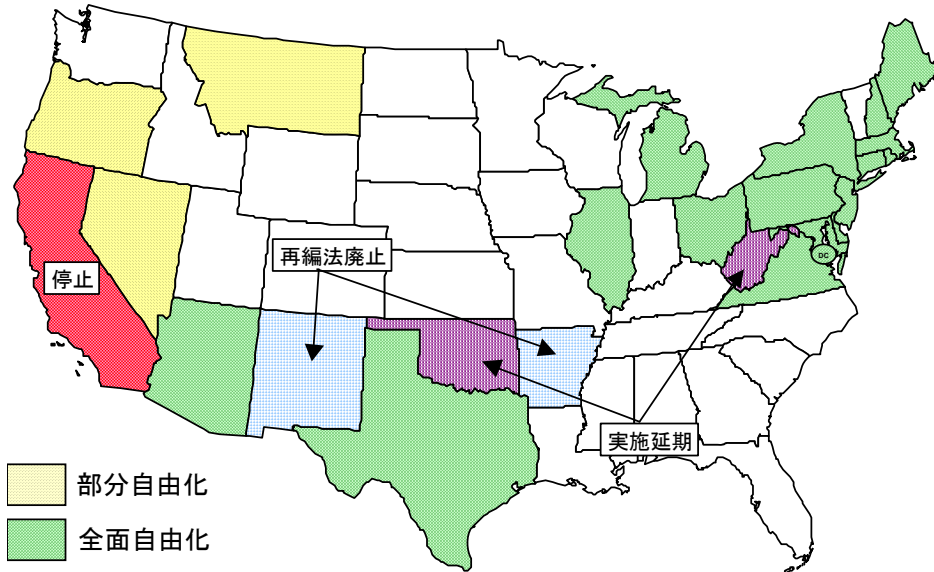 再編法廃止
DC
停止
実施延期
部分自由化
全面自由化